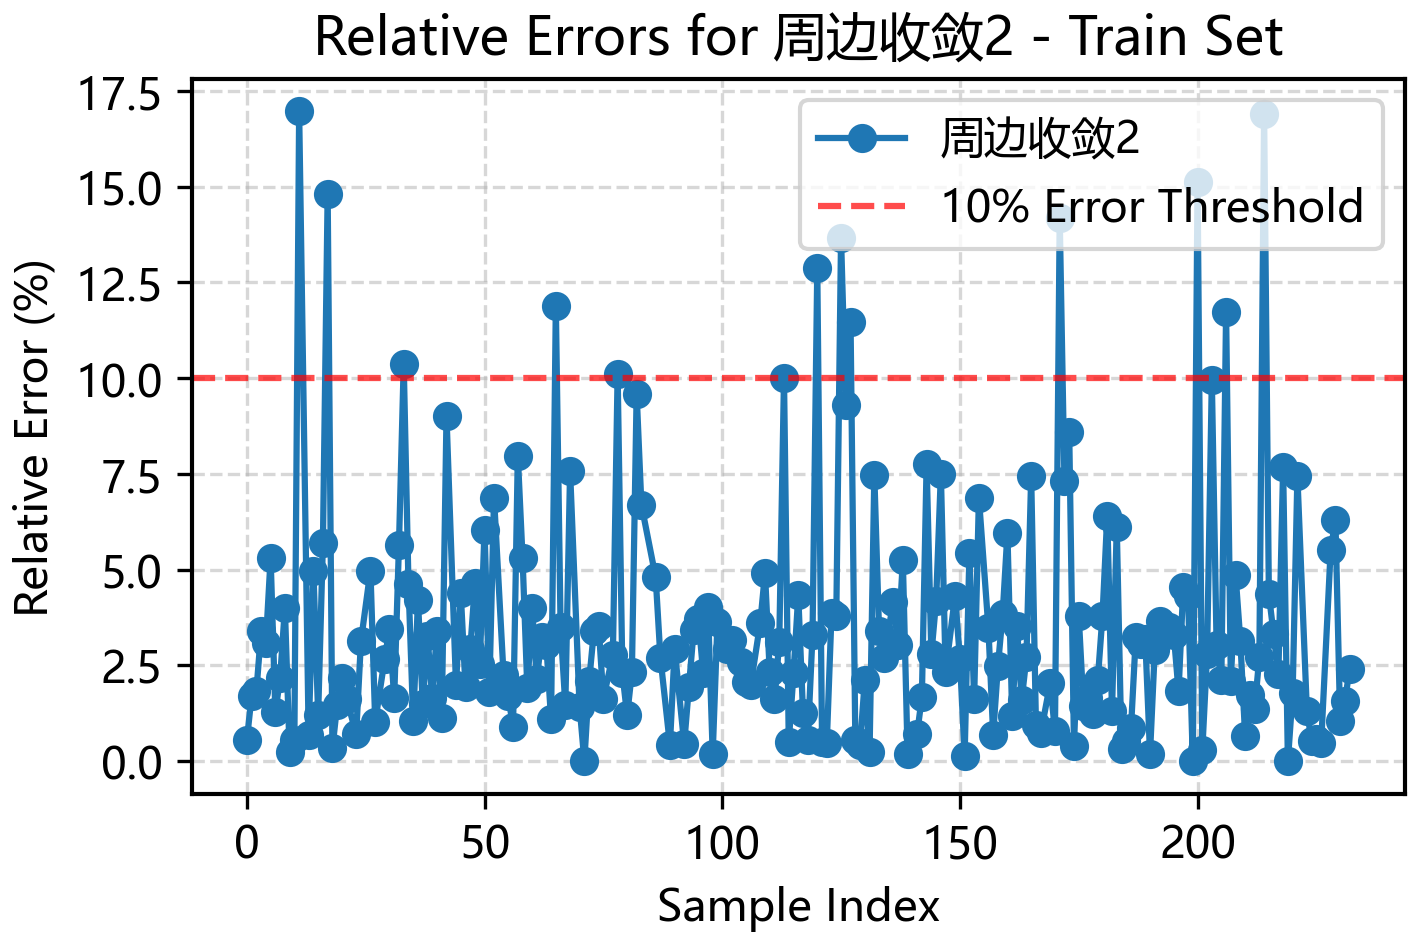 Relative Errors for 周边收敛2 - Train Set
17.5
15.0
12.5
10.0
7.5
5.0
2.5
0.0
Relative Error (%)
周边收敛2
10% Error Threshold
0 50 100 150 200
Sample Index